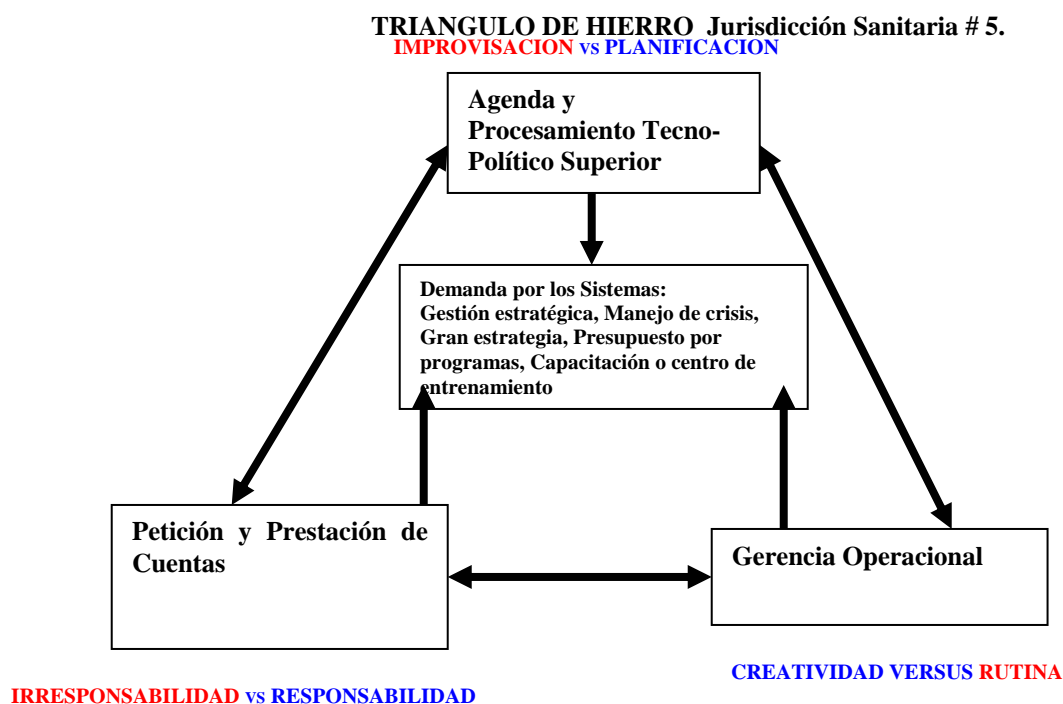 TRIANGULO DE HIERRO Jurisdicción Sanitaria # 5.
IMPROVISACION VS PLANIFICACION
Agenda y
Procesamiento Tecno-
Político Superior
Demanda por los Sistemas:
Gestión estratégica, Manejo de crisis,
Gran estrategia, Presupuesto por
programas, Capacitación o centro de
entrenamiento
Petición y Prestación de
Cuentas
Gerencia Operacional
CREATIVIDAD VERSUS RUTINA
IRRESPONSABILIDAD VS RESPONSABILIDAD